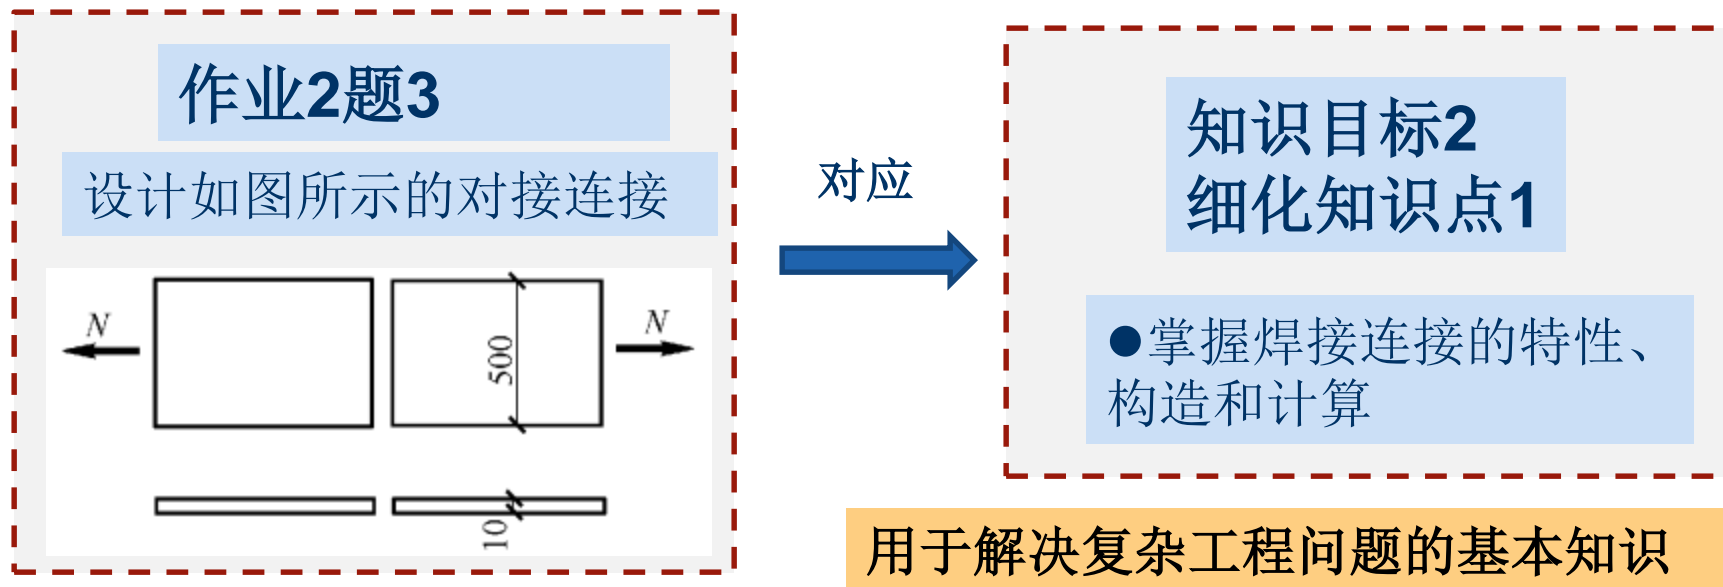 作业2题3
设计如图所示的对接连接
N
N
500
10
对应
知识目标2
细化知识点1
●掌握焊接连接的特性、
构造和计算
用于解决复杂工程问题的基本知识